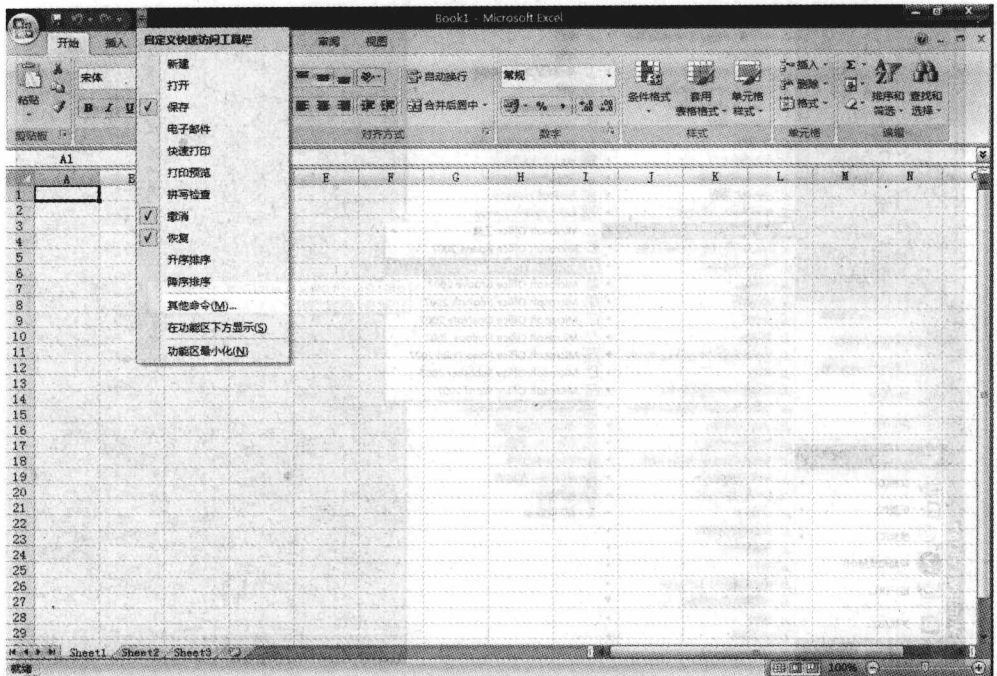 Book1 - Microsoft Excel
开始 插入 审阅 视图
自定义快速访问工具栏
新建
打开
保存
电子邮件
快速打印
打印预览
拼写检查
撤消
恢复
升序排序
降序排序
其他命令(M)...
在功能区下方显示(S)
功能区最小化(N)
粘贴
剪贴板
宋体
B I U
自动换行
合并后居中
对齐方式
常规
% ,
数字
条件格式
套用
表格格式
单元格
样式
样式
插入
删除
格式
单元格
Σ
排序和
筛选
查找和
选择
编辑
A1
A B E F G H I J K L M N
1
2
3
4
5
6
7
8
9
10
11
12
13
14
15
16
17
18
19
20
21
22
23
24
25
26
27
28
29
Sheet1 Sheet2 Sheet3
就绪
100%